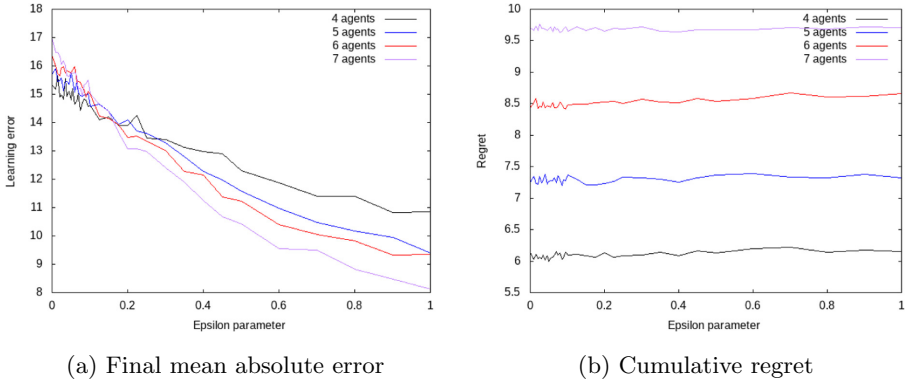 18
17
16
15
14
13
12
11
10
9
8
Learning error
0
0.2
0.4
0.6
0.8
1
Epsilon parameter
4 agents
5 agents
6 agents
7 agents
(a) Final mean absolute error
10
9.5
9
8.5
8
7.5
7
6.5
6
5.5
Regret
0
0.2
0.4
0.6
0.8
1
Epsilon parameter
4 agents
5 agents
6 agents
7 agents
(b) Cumulative regret